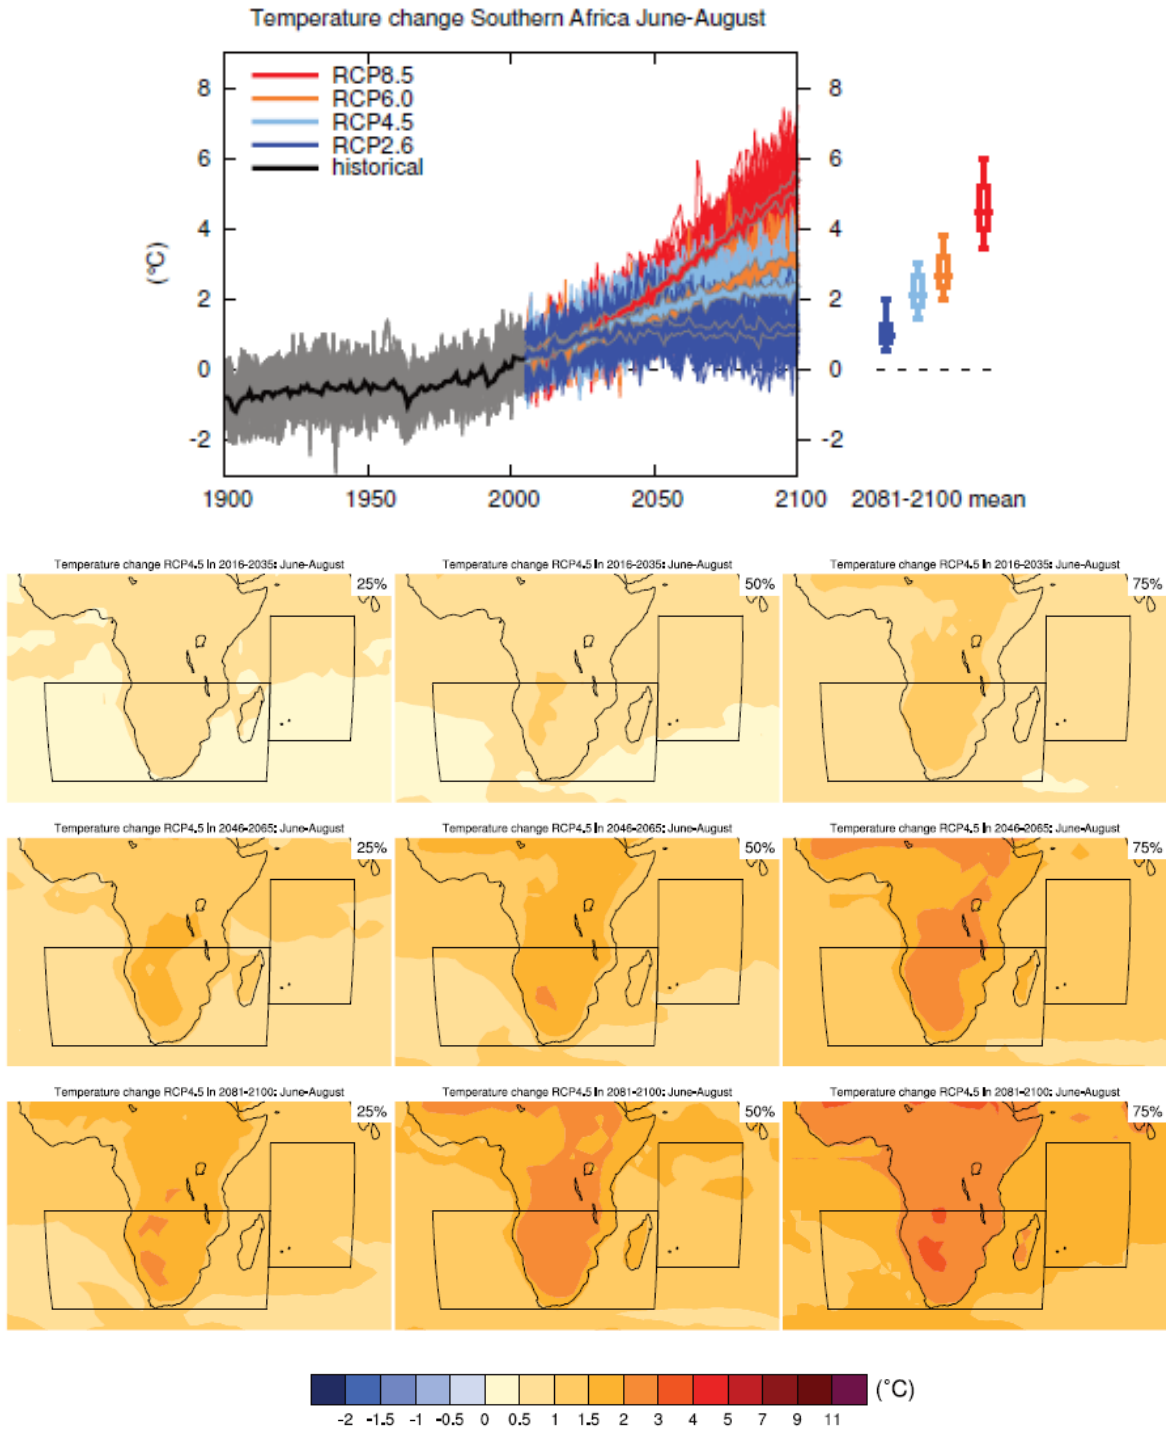 Temperature change Southern Africa June-August
RCP8.5
RCP6.0
RCP4.5
RCP2.6
historical
(°C)
8 8
6 6
4 4
2 2
0 0
-2 -2
1900 1950 2000 2050 2100 2081-2100 mean
Temperature change RCP4.5 in 2016-2035: June-August
25%
Temperature change RCP4.5 in 2016-2035: June-August
50%
Temperature change RCP4.5 in 2016-2035: June-August
75%
Temperature change RCP4.5 in 2046-2065: June-August
25%
Temperature change RCP4.5 in 2046-2065: June-August
50%
Temperature change RCP4.5 in 2046-2065: June-August
75%
Temperature change RCP4.5 in 2081-2100: June-August
25%
Temperature change RCP4.5 in 2081-2100: June-August
50%
Temperature change RCP4.5 in 2081-2100: June-August
75%
(°C)
-2 -1.5 -1 -0.5 0 0.5 1 1.5 2 3 4 5 7 9 11